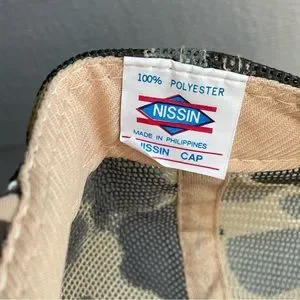 100% POLYESTER
NISSIN
MADE IN PHILIPPINES
NISSIN CAP